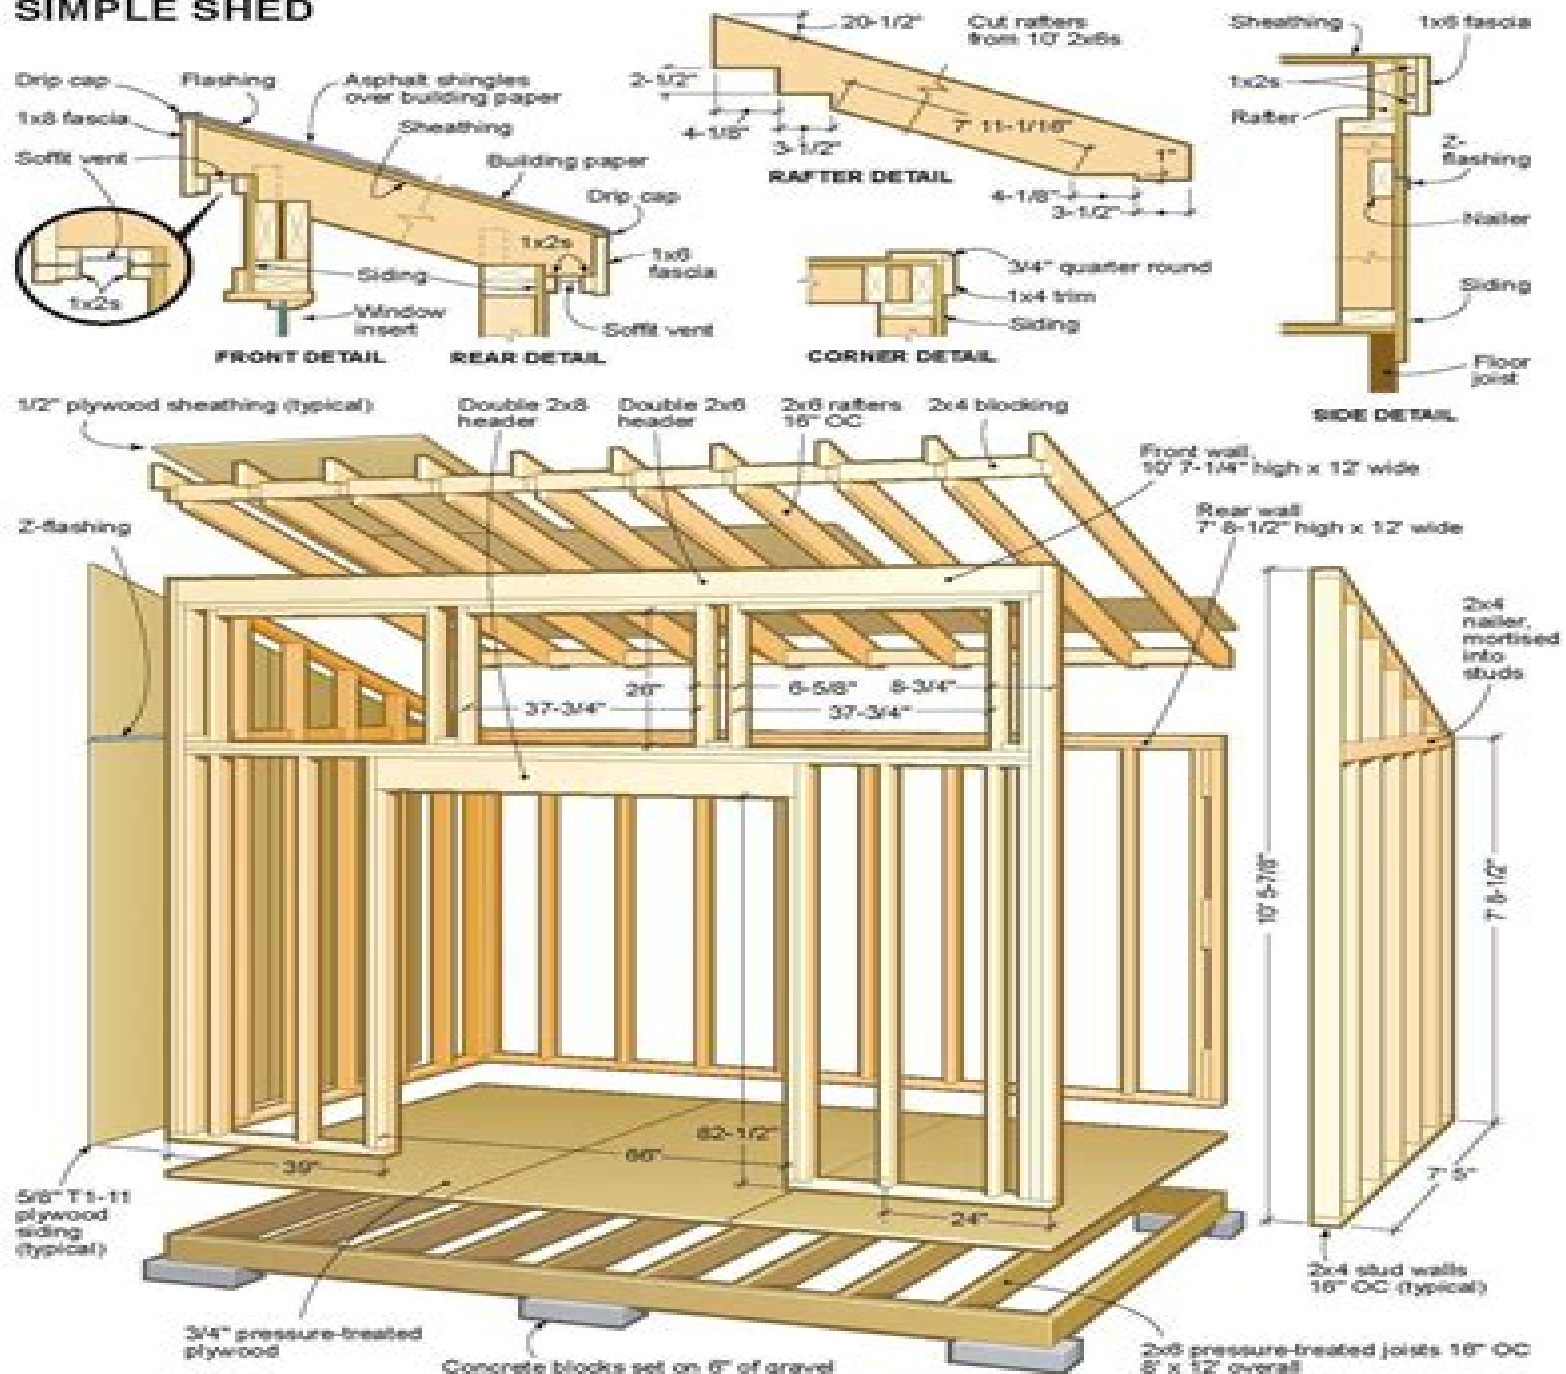 SIMPLE SHED
Drip cap
Flashing
Asphalt shingles
over building paper
1x8 fascia
Sheathing
Soffit vent
Building paper
Drip cap
1x2s
1x2s
1x6
fascia
Siding
Window
insert
Soffit vent
FRONT DETAIL
REAR DETAIL
20-1/2"
Cut rafters
from 10' 2x6s
2-1/2"
4-1/8"
3-1/2"
7' 11-1/16"
1"
RAFTER DETAIL
4-1/8"
3-1/2"
3/4" quarter round
1x4 trim
Siding
CORNER DETAIL
Sheathing
1x6 fascia
1x2s
Rafter
Z-
flashing
Nailer
Siding
Floor
joist
SIDE DETAIL
1/2" plywood sheathing (typical)
Double 2x8
header
Double 2x6
header
2x6 rafters
16" OC
2x4 blocking
Front wall,
10' 7-1/4" high x 12' wide
Rear wall
7' 8-1/2" high x 12' wide
Z-flashing
2x4
nailer,
mortised
into
studs
26"
6-5/8"
8-3/4"
37-3/4"
37-3/4"
10' 5-7/8"
7' 8-1/2"
82-1/2"
39"
66"
24"
7' 5"
5/8" T1-11
plywood
siding
(typical)
2x4 stud walls
16" OC (typical)
3/4" pressure-treated
plywood
Concrete blocks set on 6" of gravel
2x6 pressure-treated joists 16" OC
8' x 12' overall